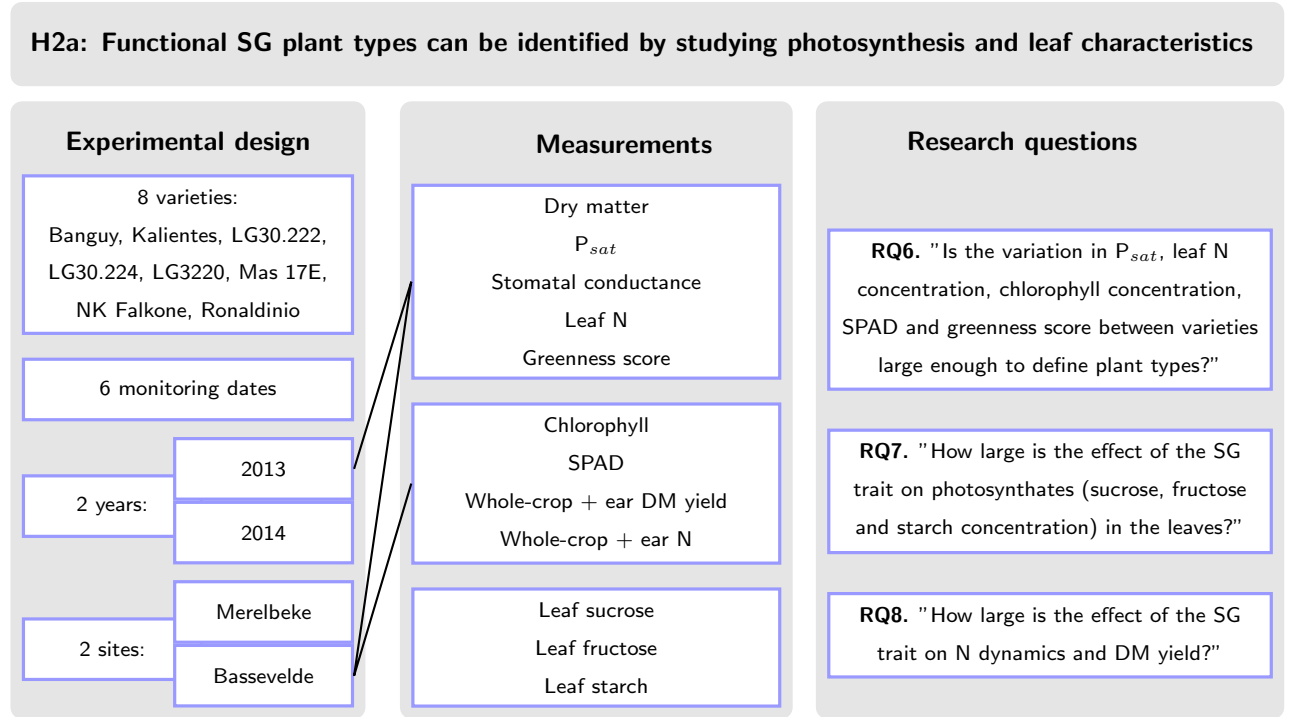 H2a: Functional SG plant types can be identified by studying photosynthesis and leaf characteristics
Experimental design
8 varieties:
Banguy, Kalientes, LG30.222,
LG30.224, LG3220, Mas 17E,
NK Falkone, Ronaldinio
6 monitoring dates
2 years:
2013
2014
2 sites:
Merelbeke
Bassevelde
Measurements
Dry matter
P_sat
Stomatal conductance
Leaf N
Greenness score
Chlorophyll
SPAD
Whole-crop + ear DM yield
Whole-crop + ear N
Leaf sucrose
Leaf fructose
Leaf starch
Research questions
RQ6. ”Is the variation in P_sat, leaf N
concentration, chlorophyll concentration,
SPAD and greenness score between varieties
large enough to define plant types?”
RQ7. ”How large is the effect of the SG
trait on photosynthates (sucrose, fructose
and starch concentration) in the leaves?”
RQ8. ”How large is the effect of the SG
trait on N dynamics and DM yield?”